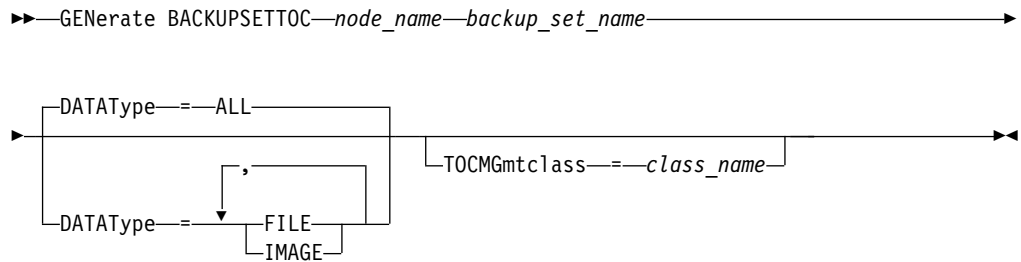 GENerate BACKUPSETTOC node_name backup_set_name
DATAType = ALL
TOCMGmtclass = class_name
,
DATAType = FILE
IMAGE